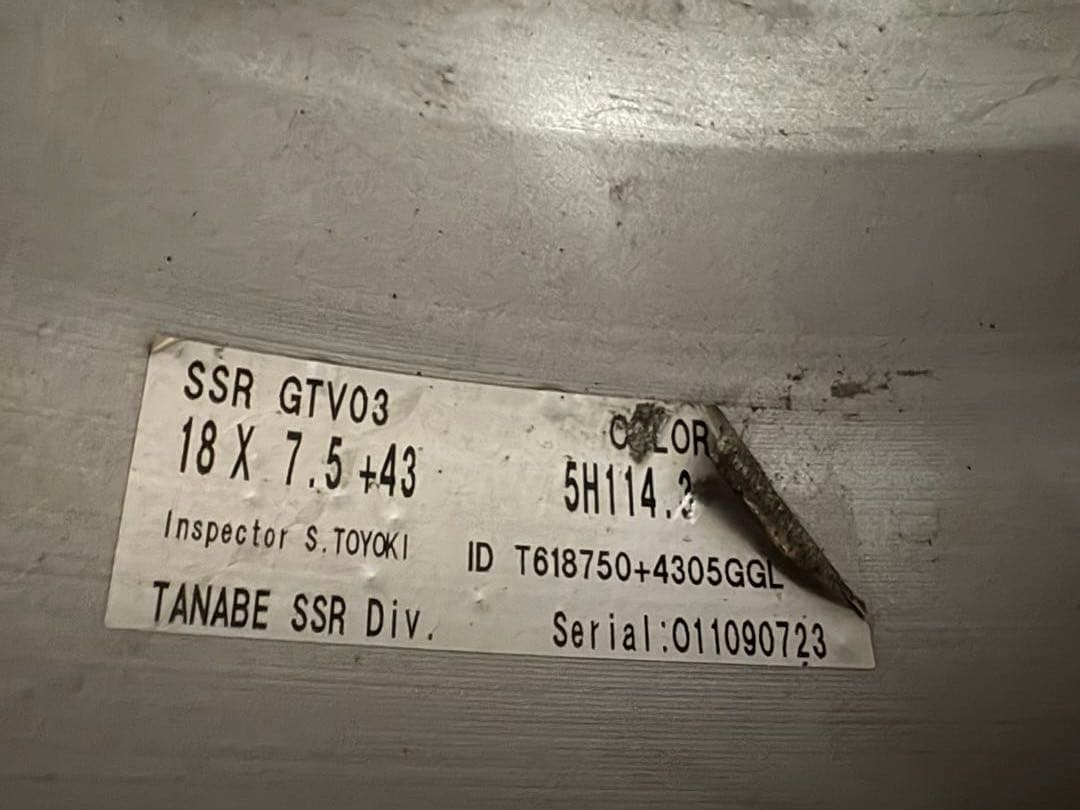 SSR GTV03 COLOR
18 X 7.5 +43 5H114.3
Inspector S.TOYOKI ID T618750+4305GGL
TANABE SSR Div. Serial:011090723